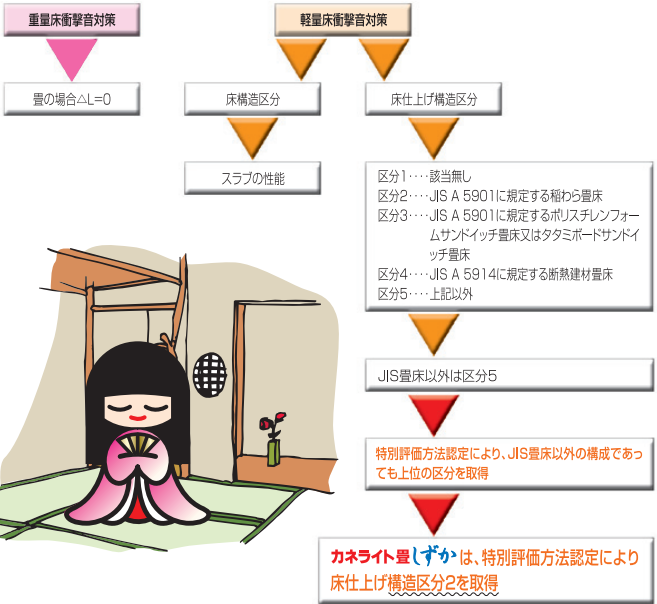 重量床衝撃音対策
軽量床衝撃音対策
畳の場合△L=0
床構造区分
床仕上げ構造区分
スラブの性能
区分1‥‥該当無し
区分2‥‥JIS A 5901に規定する稲わら畳床
区分3‥‥JIS A 5901に規定するポリスチレンフォー
ムサンドイッチ畳床又はタタミボードサンドイ
ッチ畳床
区分4‥‥JIS A 5914に規定する断熱建材畳床
区分5‥‥上記以外
JIS畳床以外は区分5
特別評価方法認定により、JIS畳床以外の構成であっ
ても上位の区分を取得
カネライト畳しずかは、特別評価方法認定により
床仕上げ構造区分2を取得